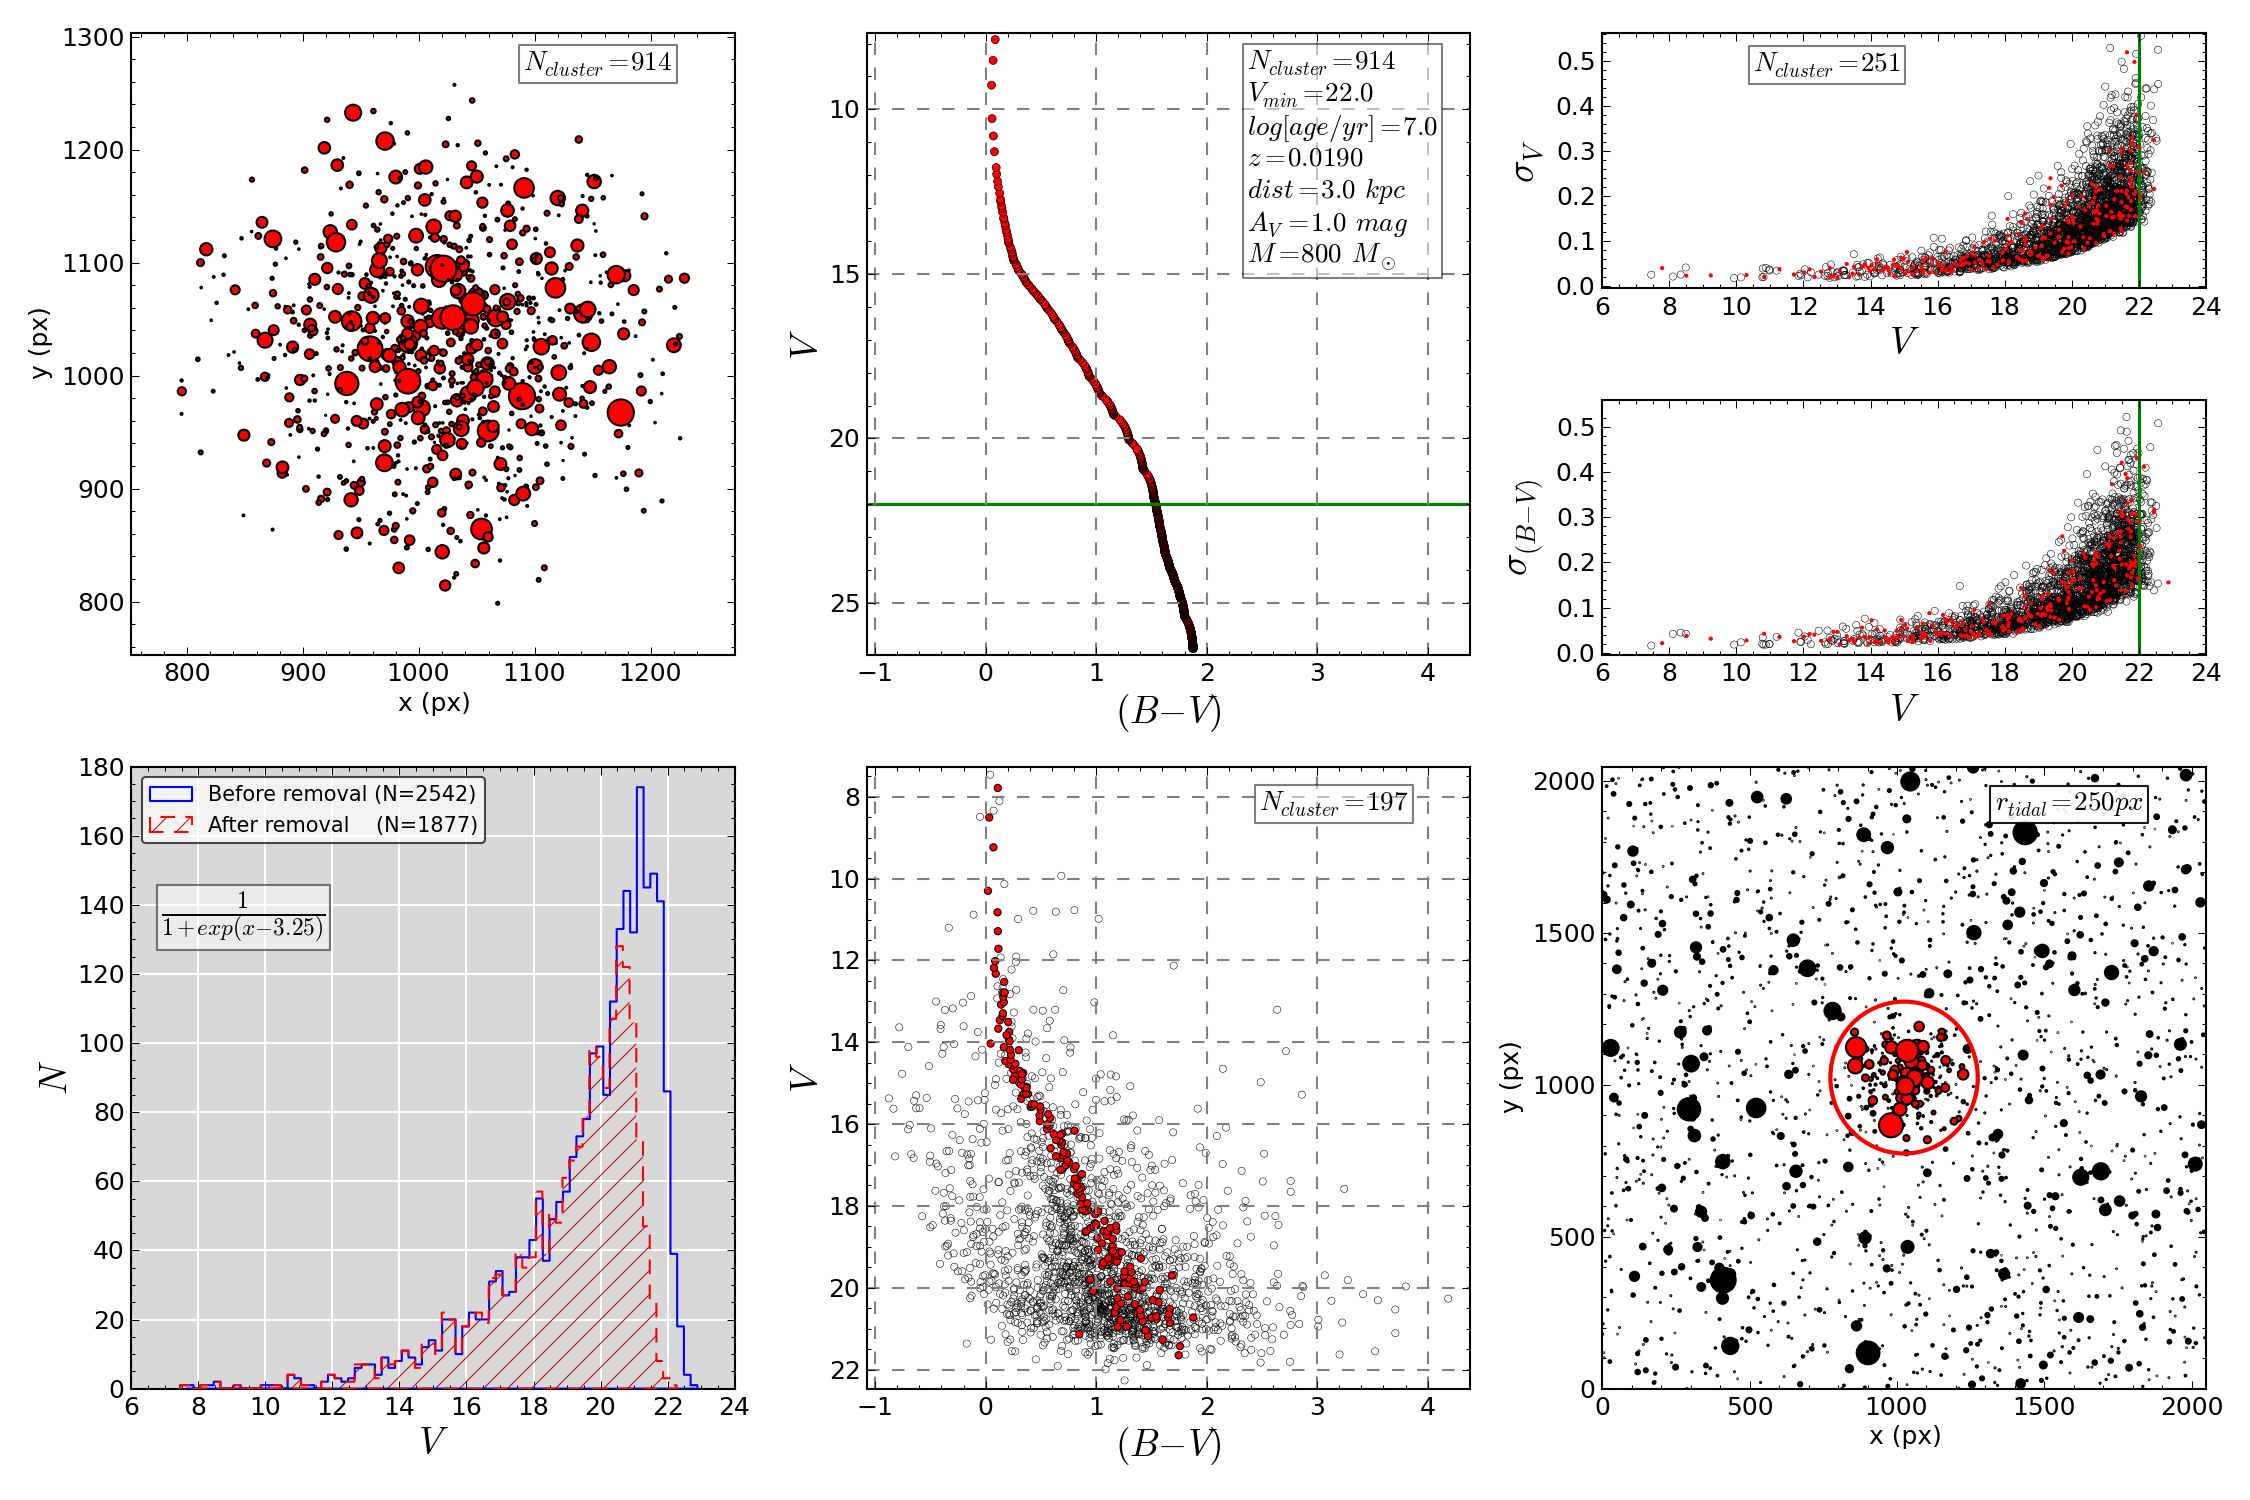 1300
1200
1100
1000
900
800
y (px)
800 900 1000 1100 1200
x (px)
N_cluster=914
10
15
20
25
V
−1 0 1 2 3 4
(B−V)
N_cluster=914
V_min=22.0
log[age/yr]=7.0
z=0.0190
dist=3.0 kpc
A_V=1.0 mag
M=800 M_⊙
0.5
0.4
0.3
0.2
0.1
0.0
σ_V
N_cluster=251
6 8 10 12 14 16 18 20 22 24
V
0.5
0.4
0.3
0.2
0.1
0.0
σ_(B−V)
6 8 10 12 14 16 18 20 22 24
V
180
160
140
120
100
80
60
40
20
0
N
Before removal (N=2542)
After removal (N=1877)
1
1+exp(x−3.25)
6 8 10 12 14 16 18 20 22 24
V
8
10
12
14
16
18
20
22
V
N_cluster=197
−1 0 1 2 3 4
(B−V)
2000
1500
1000
500
0
y (px)
r_tidal=250px
0 500 1000 1500 2000
x (px)